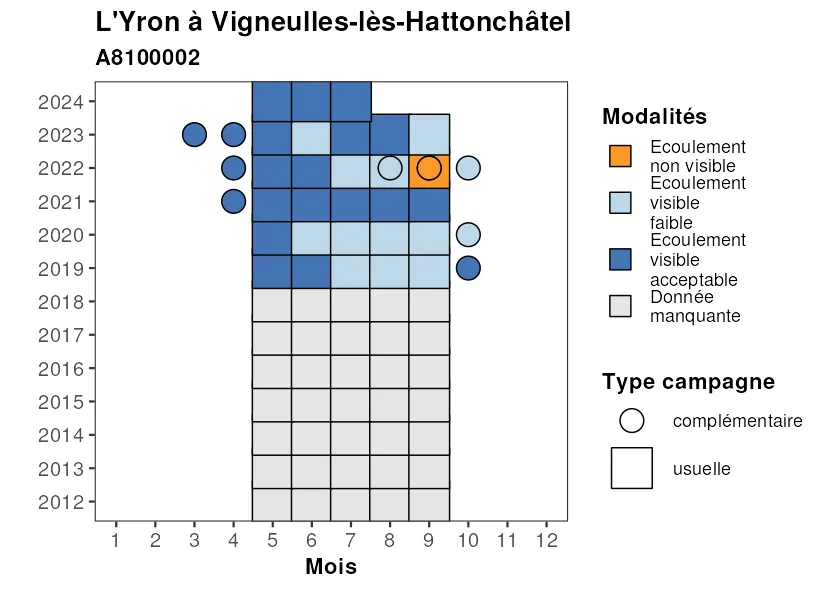 L'Yron à Vigneulles-lès-Hattonchâtel
A8100002
2024
2023
2022
2021
2020
2019
2018
2017
2016
2015
2014
2013
2012
1 2 3 4 5 6 7 8 9 10 11 12
Mois
Modalités
Ecoulement
non visible
Ecoulement
visible
faible
Ecoulement
visible
acceptable
Donnée
manquante
Type campagne
complémentaire
usuelle